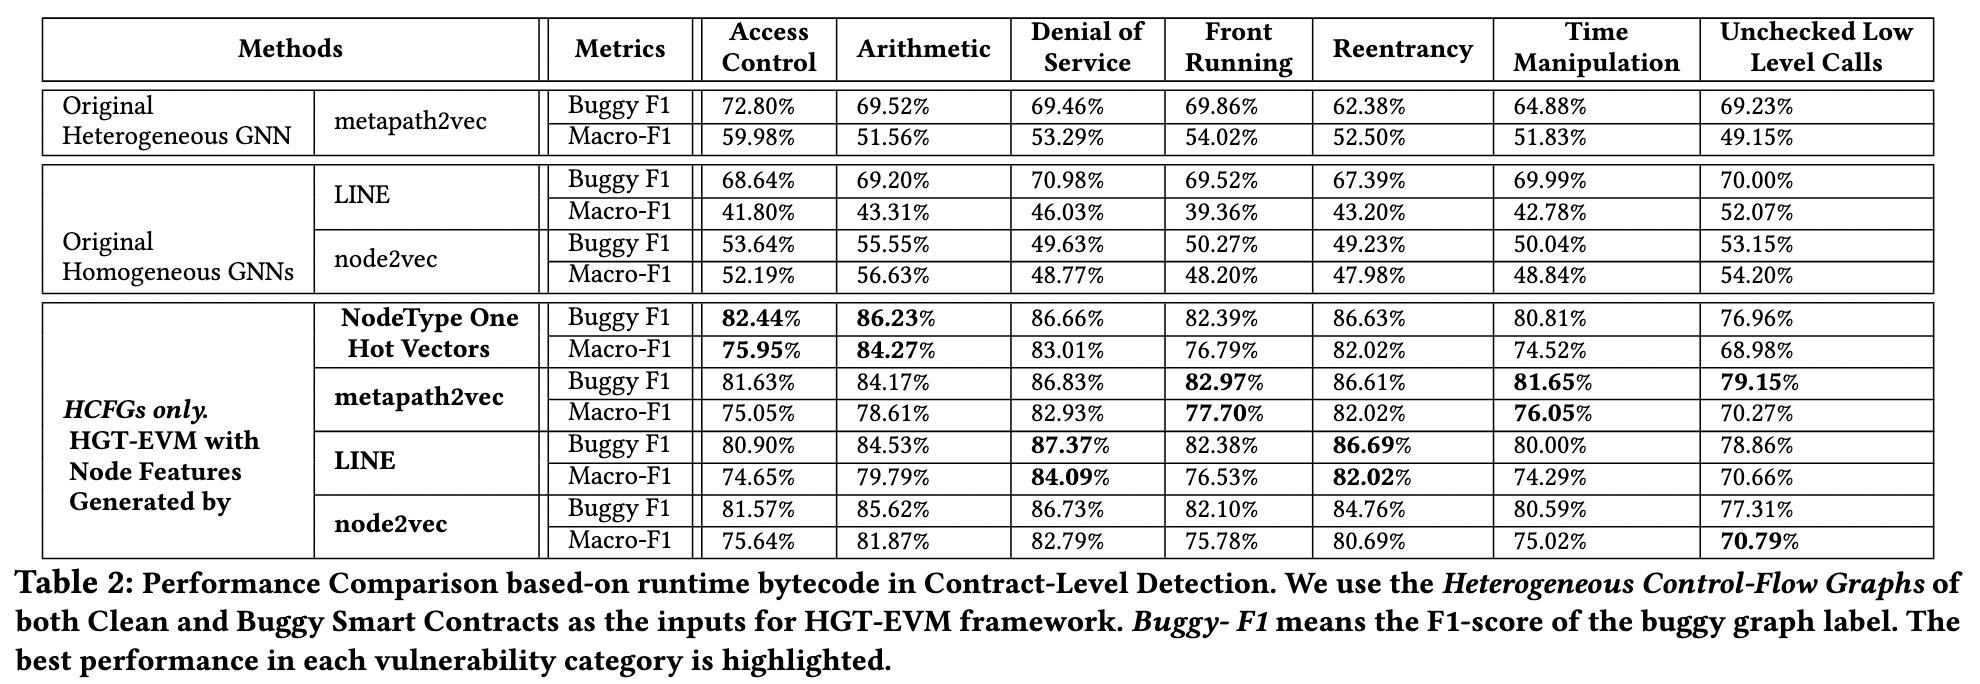 Methods Metrics Access Control Arithmetic Denial of Service Front Running Reentrancy Time Manipulation Unchecked Low Level Calls
Original Heterogeneous GNN metapath2vec Buggy F1 72.80% 69.52% 69.46% 69.86% 62.38% 64.88% 69.23%
Macro-F1 59.98% 51.56% 53.29% 54.02% 52.50% 51.83% 49.15%
Original Homogeneous GNNs LINE Buggy F1 68.64% 69.20% 70.98% 69.52% 67.39% 69.99% 70.00%
Macro-F1 41.80% 43.31% 46.03% 39.36% 43.20% 42.78% 52.07%
node2vec Buggy F1 53.64% 55.55% 49.63% 50.27% 49.23% 50.04% 53.15%
Macro-F1 52.19% 56.63% 48.77% 48.20% 47.98% 48.84% 54.20%
HCFGs only. HGT-EVM with Node Features Generated by NodeType One Hot Vectors Buggy F1 82.44% 86.23% 86.66% 82.39% 86.63% 80.81% 76.96%
Macro-F1 75.95% 84.27% 83.01% 76.79% 82.02% 74.52% 68.98%
metapath2vec Buggy F1 81.63% 84.17% 86.83% 82.97% 86.61% 81.65% 79.15%
Macro-F1 75.05% 78.61% 82.93% 77.70% 82.02% 76.05% 70.27%
LINE Buggy F1 80.90% 84.53% 87.37% 82.38% 86.69% 80.00% 78.86%
Macro-F1 74.65% 79.79% 84.09% 76.53% 82.02% 74.29% 70.66%
node2vec Buggy F1 81.57% 85.62% 86.73% 82.10% 84.76% 80.59% 77.31%
Macro-F1 75.64% 81.87% 82.79% 75.78% 80.69% 75.02% 70.79%
Table 2: Performance Comparison based-on runtime bytecode in Contract-Level Detection. We use the Heterogeneous Control-Flow Graphs of
both Clean and Buggy Smart Contracts as the inputs for HGT-EVM framework. Buggy- F1 means the F1-score of the buggy graph label. The
best performance in each vulnerability category is highlighted.